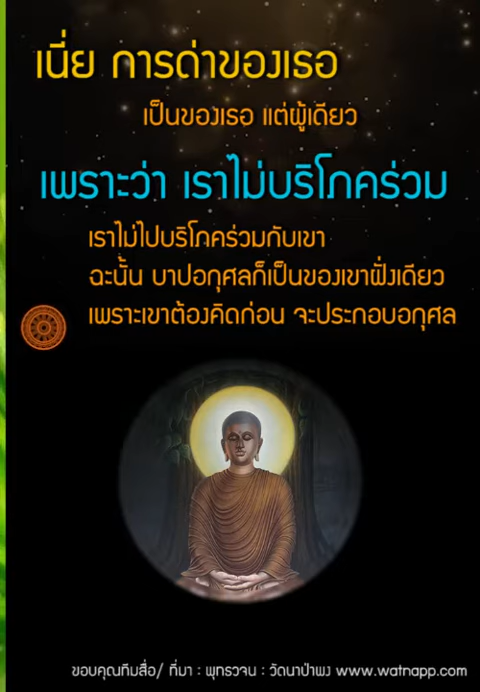 เนี่ย การด่าของเธอ
เป็นของเธอ แต่ผู้เดียว
เพราะว่า เราไม่บริโภคร่วม
เราไม่ไปบริโภคร่วมกับเขา
ฉะนั้น บาปอกุศลก็เป็นของเขาฝั่งเดียว
เพราะเขาต้องคิดก่อน จะประกอบอกุศล
ขอบคุณทีมสื่อ/ ที่มา : พุทธวจน : วัดนาป่าพง www.watnapp.com